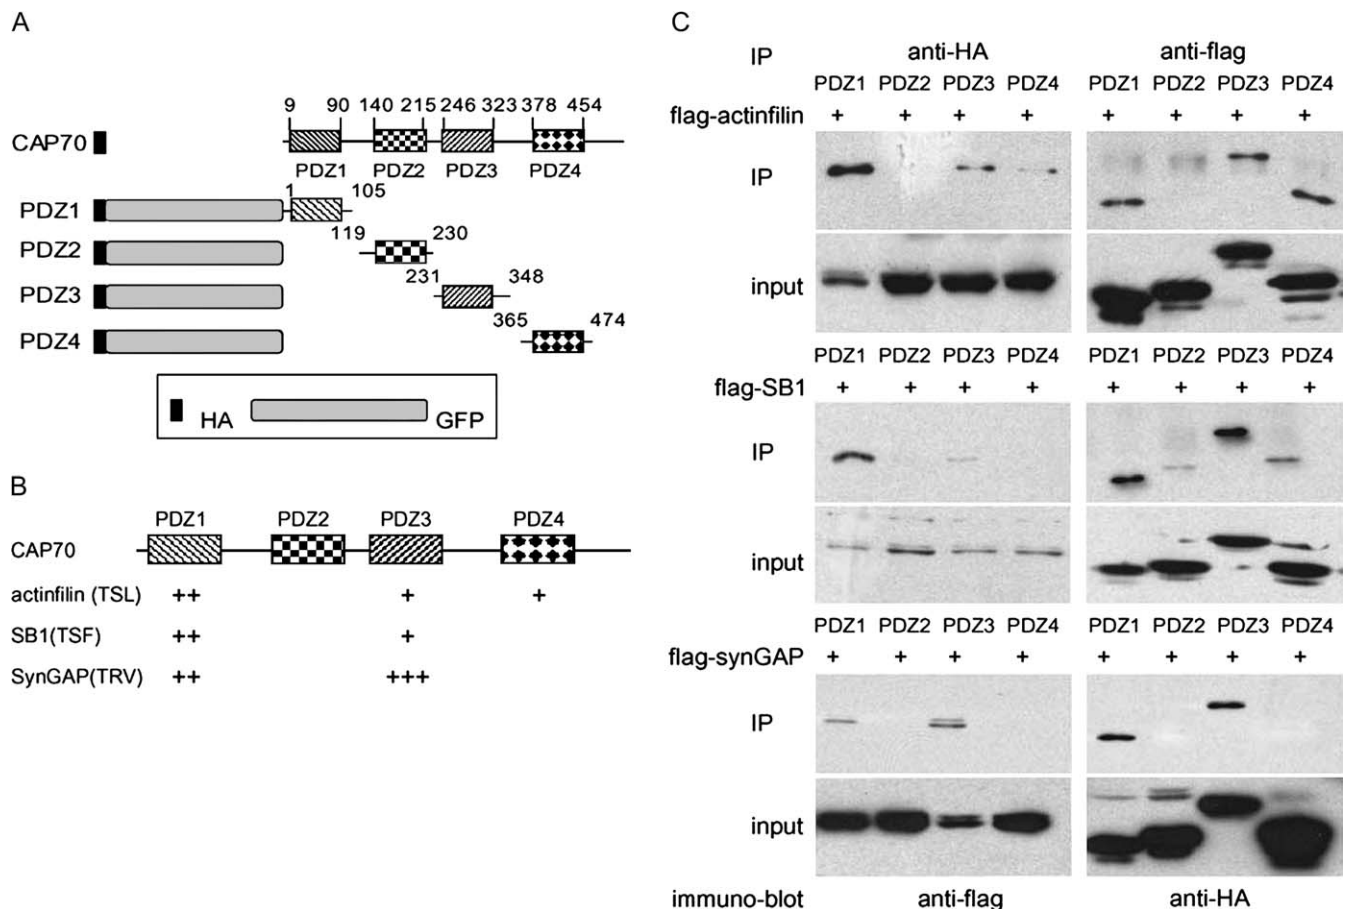 A
9 90 140 215 246 323 378 454
CAP70
PDZ1 PDZ2 PDZ3 PDZ4
PDZ1 1 105
PDZ2 119 230
PDZ3 231 348
PDZ4 365 474
HA GFP
B
PDZ1 PDZ2 PDZ3 PDZ4
CAP70
actinfilin (TSL) ++ + +
SB1(TSF) ++ +
SynGAP(TRV) ++ +++
C
IP anti-HA anti-flag
PDZ1 PDZ2 PDZ3 PDZ4 PDZ1 PDZ2 PDZ3 PDZ4
flag-actinfilin + + + + + + + +
IP
input
PDZ1 PDZ2 PDZ3 PDZ4 PDZ1 PDZ2 PDZ3 PDZ4
flag-SB1 + + + + + + + +
IP
input
PDZ1 PDZ2 PDZ3 PDZ4 PDZ1 PDZ2 PDZ3 PDZ4
flag-synGAP + + + + + + + +
IP
input
immuno-blot anti-flag anti-HA